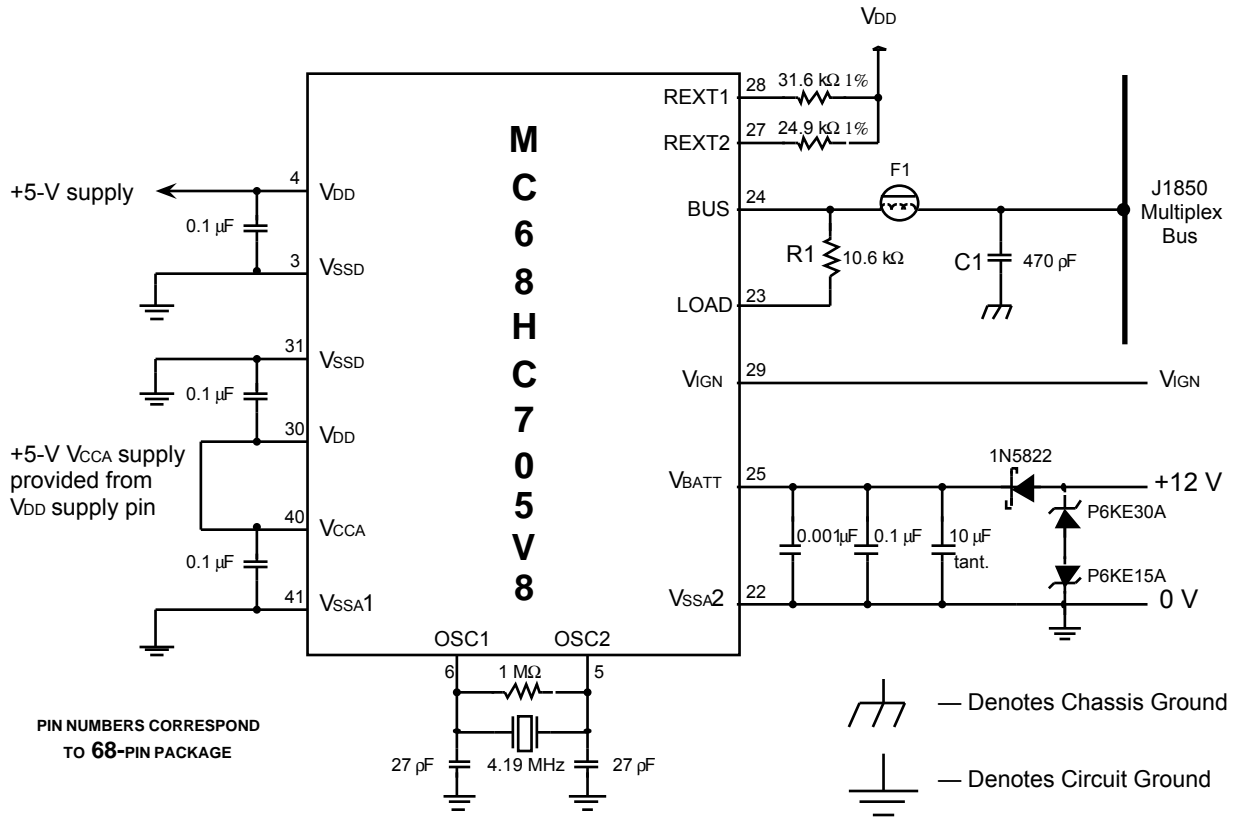 VDD
28
31.6 kΩ 1%
REXT1
27
24.9 kΩ 1%
REXT2
M
C
6
8
H
C
7
0
5
V
8
F1
+5-V supply
4
VDD
0.1 µF
3
VSSD
24
BUS
J1850
Multiplex
Bus
R1
10.6 kΩ
C1
470 ρF
23
LOAD
31
VSSD
0.1 µF
30
VDD
29
VIGN
VIGN
+5-V VCCA supply
provided from
VDD supply pin
40
VCCA
0.1 µF
41
VSSA1
1N5822
25
VBATT
+12 V
P6KE30A
0.001µF
0.1 µF
10 µF
tant.
P6KE15A
22
VSSA2
0 V
OSC1
OSC2
6
5
1 MΩ
4.19 MHz
27 ρF
27 ρF
PIN NUMBERS CORRESPOND
TO 68-PIN PACKAGE
— Denotes Chassis Ground
— Denotes Circuit Ground